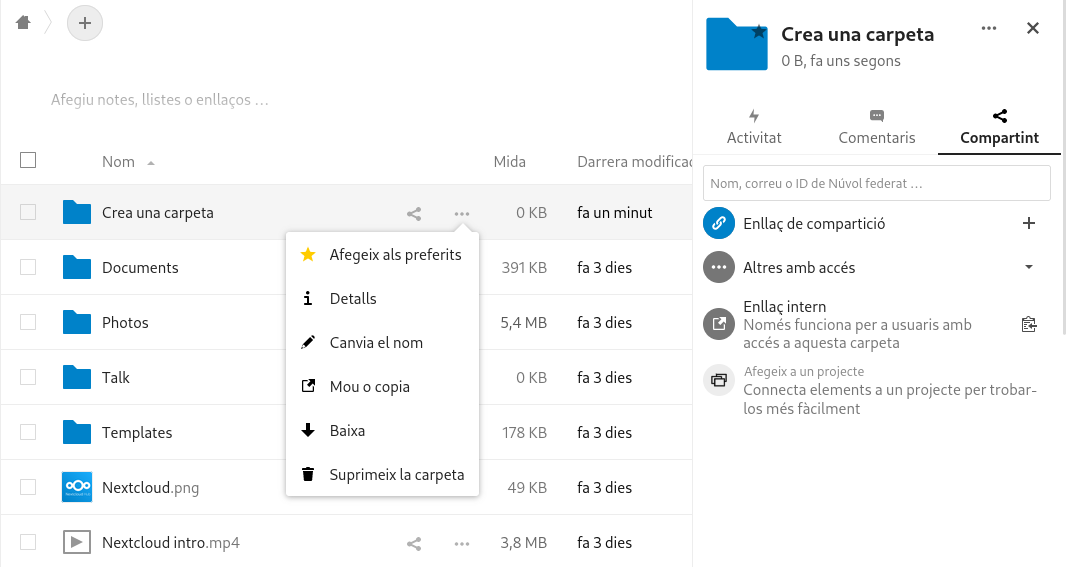 Afegiu notes, llistes o enllaços …
Nom Mida Darrera modificac
Crea una carpeta 0 KB fa un minut
Documents 391 KB fa 3 dies
Photos 5,4 MB fa 3 dies
Talk 0 KB fa 3 dies
Templates 178 KB fa 3 dies
Nextcloud.png 49 KB fa 3 dies
Nextcloud intro.mp4 3,8 MB fa 3 dies
Afegeix als preferits
Detalls
Canvia el nom
Mou o copia
Baixa
Suprimeix la carpeta
Crea una carpeta
0 B, fa uns segons
Activitat Comentaris Compartint
Nom, correu o ID de Núvol federat …
Enllaç de compartició
Altres amb accés
Enllaç intern
Només funciona per a usuaris amb
accés a aquesta carpeta
Afegeix a un projecte
Connecta elements a un projecte per trobar-
los més fàcilment